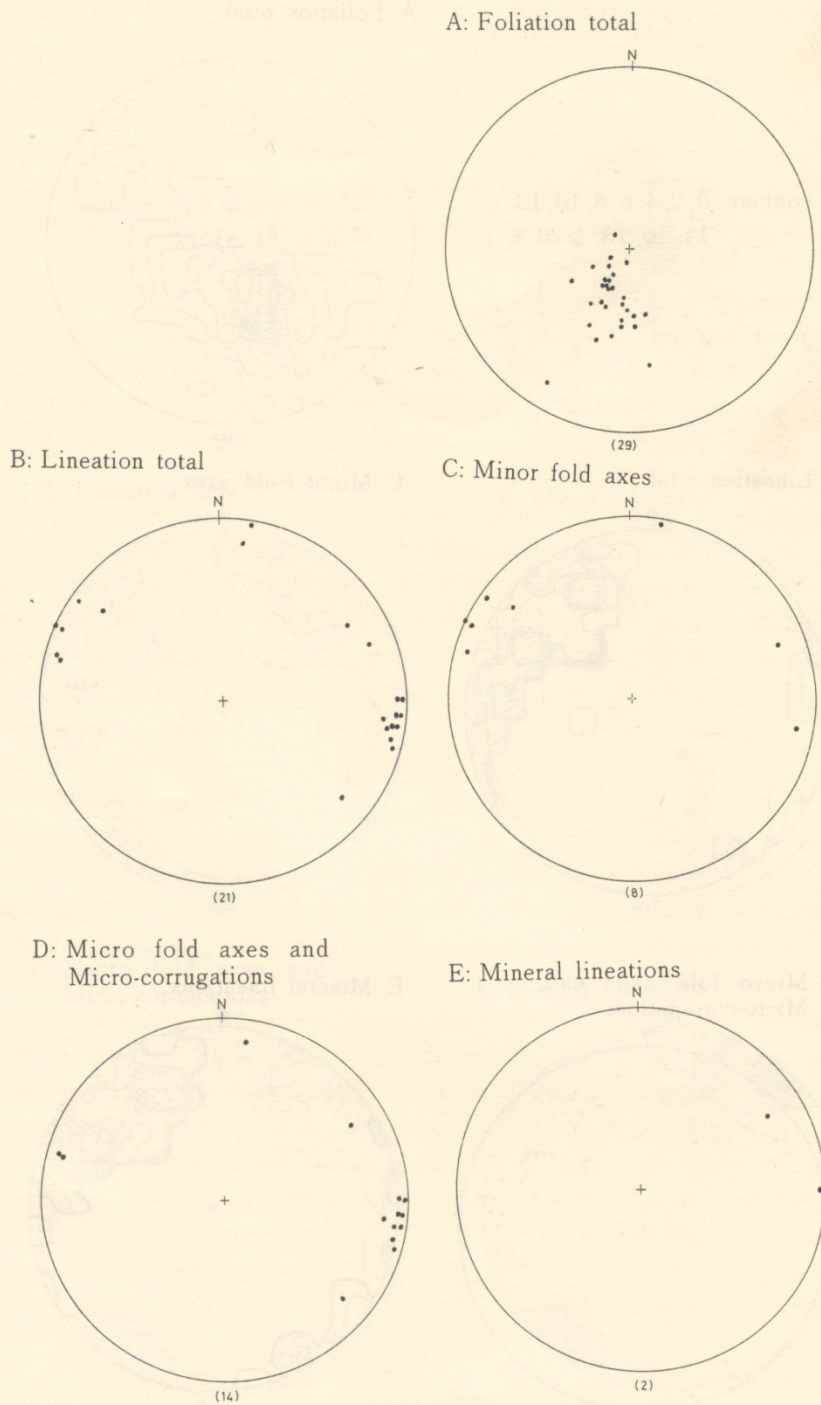 A: Foliation total
N
(29)
B: Lineation total
N
(21)
C: Minor fold axes
N
(8)
D: Micro fold axes and
Micro-corrugations
N
(14)
E: Mineral lineations
N
(2)